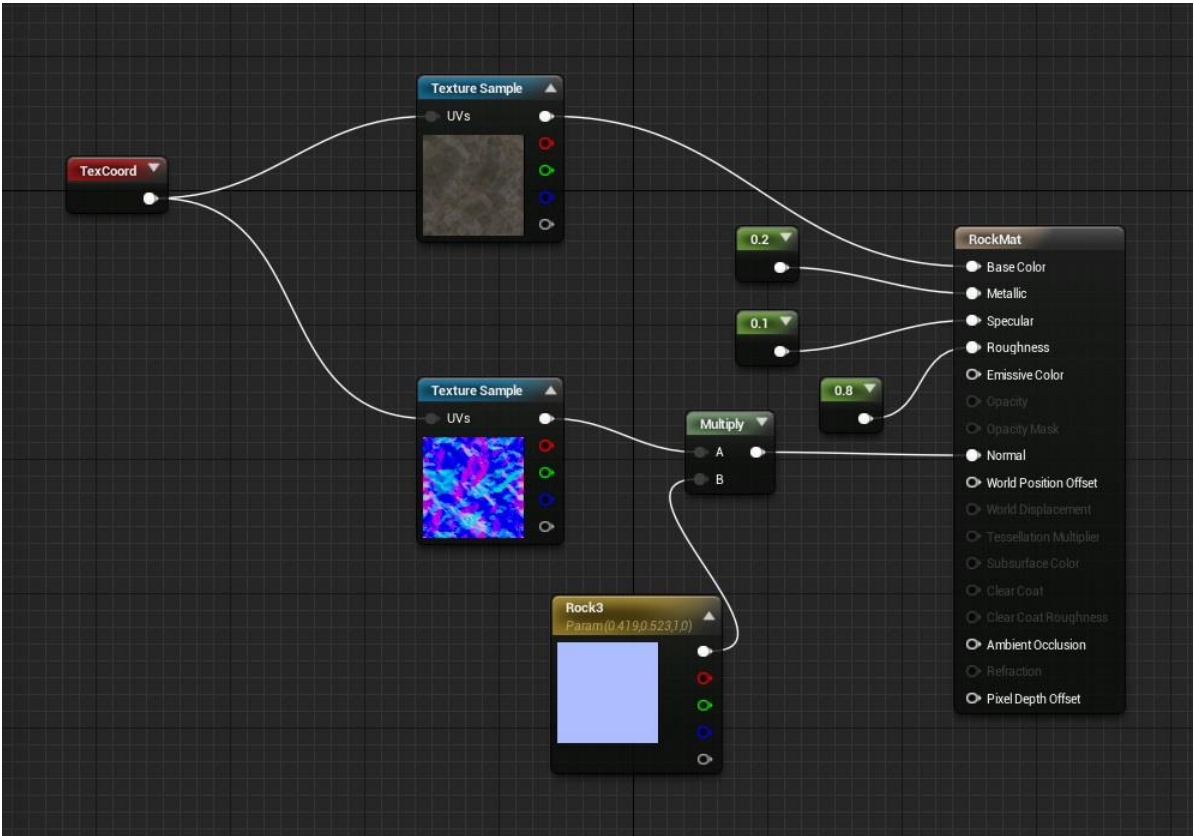 TexCoord
Texture Sample
UVs
0.2
0.1
0.8
Texture Sample
UVs
Multiply
A
B
Rock3
Param (0.419,0.523,1,0)
RockMat
Base Color
Metallic
Specular
Roughness
Emissive Color
Opacity
Opacity Mask
Normal
World Position Offset
World Displacement
Tessellation Multiplier
Subsurface Color
Clear Coat
Clear Coat Roughness
Ambient Occlusion
Refraction
Pixel Depth Offset